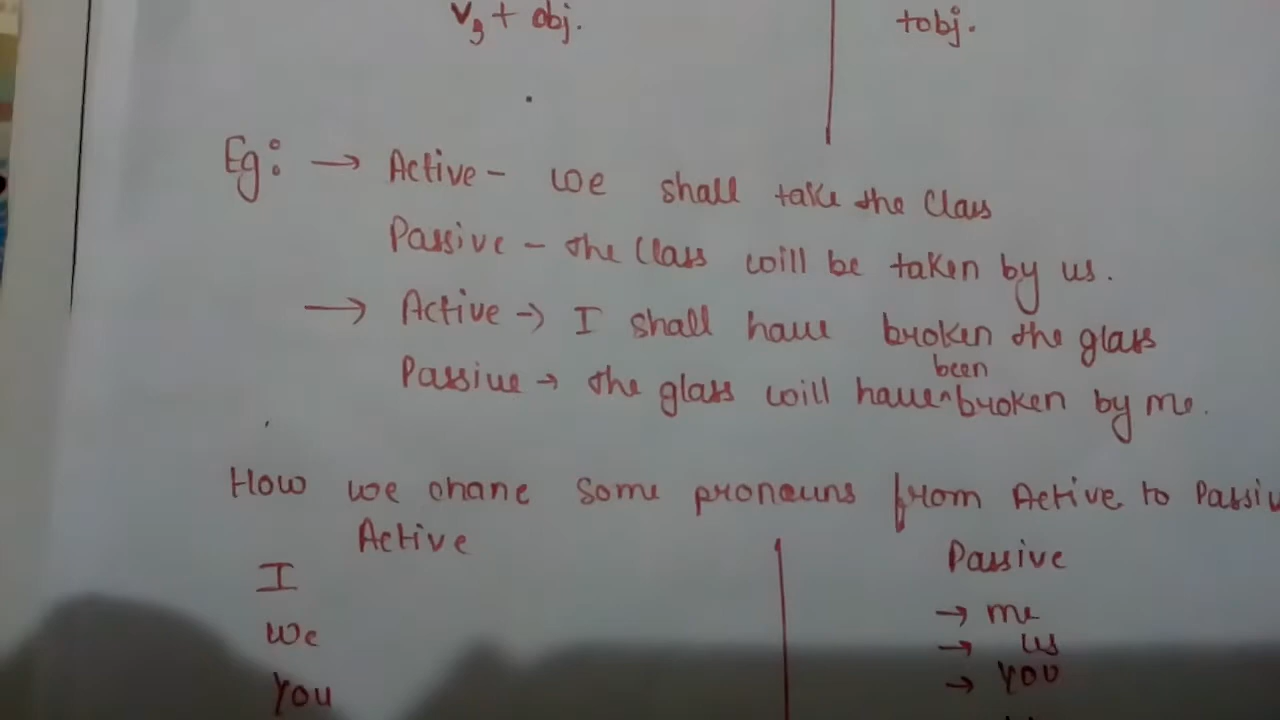 V3 + obj.
+obj.
Eg: → Active - We shall take the Class
Passive - the Class will be taken by us.
→ Active → I shall have broken the glass
been
Passive → the glass will have^broken by me.
How we chane some pronouns from Active to Passiv
Active
Passive
I
→ me
We
→ us
You
→ you